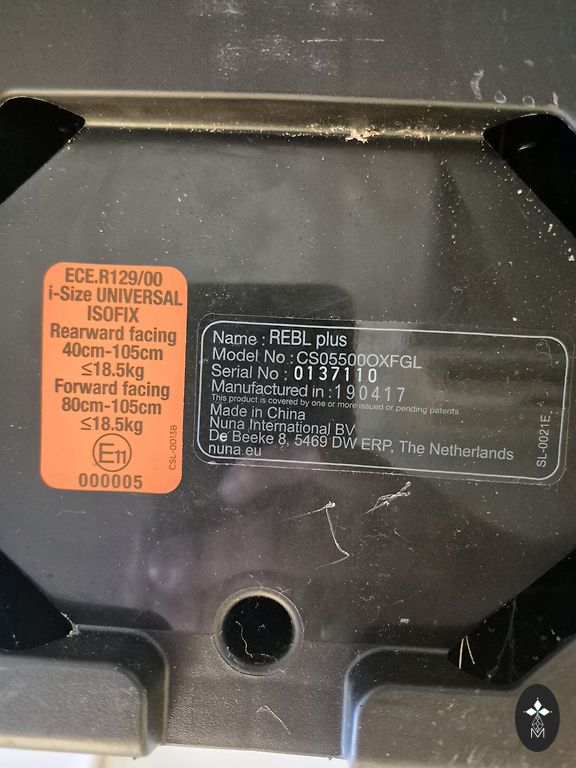 ECE.R129/00
i-Size UNIVERSAL
ISOFIX
Rearward facing
40cm-105cm
≤18.5kg
Forward facing
80cm-105cm
≤18.5kg
E11
000005
CSL-0013B
Name : REBL plus
Model No : CS05500OXFGL
Serial No : 0137110
Manufactured in : 190417
This product is covered by one or more issued or pending patents
Made in China
Nuna International BV
De Beeke 8, 5469 DW ERP, The Netherlands
nuna.eu
SL-0021E
M